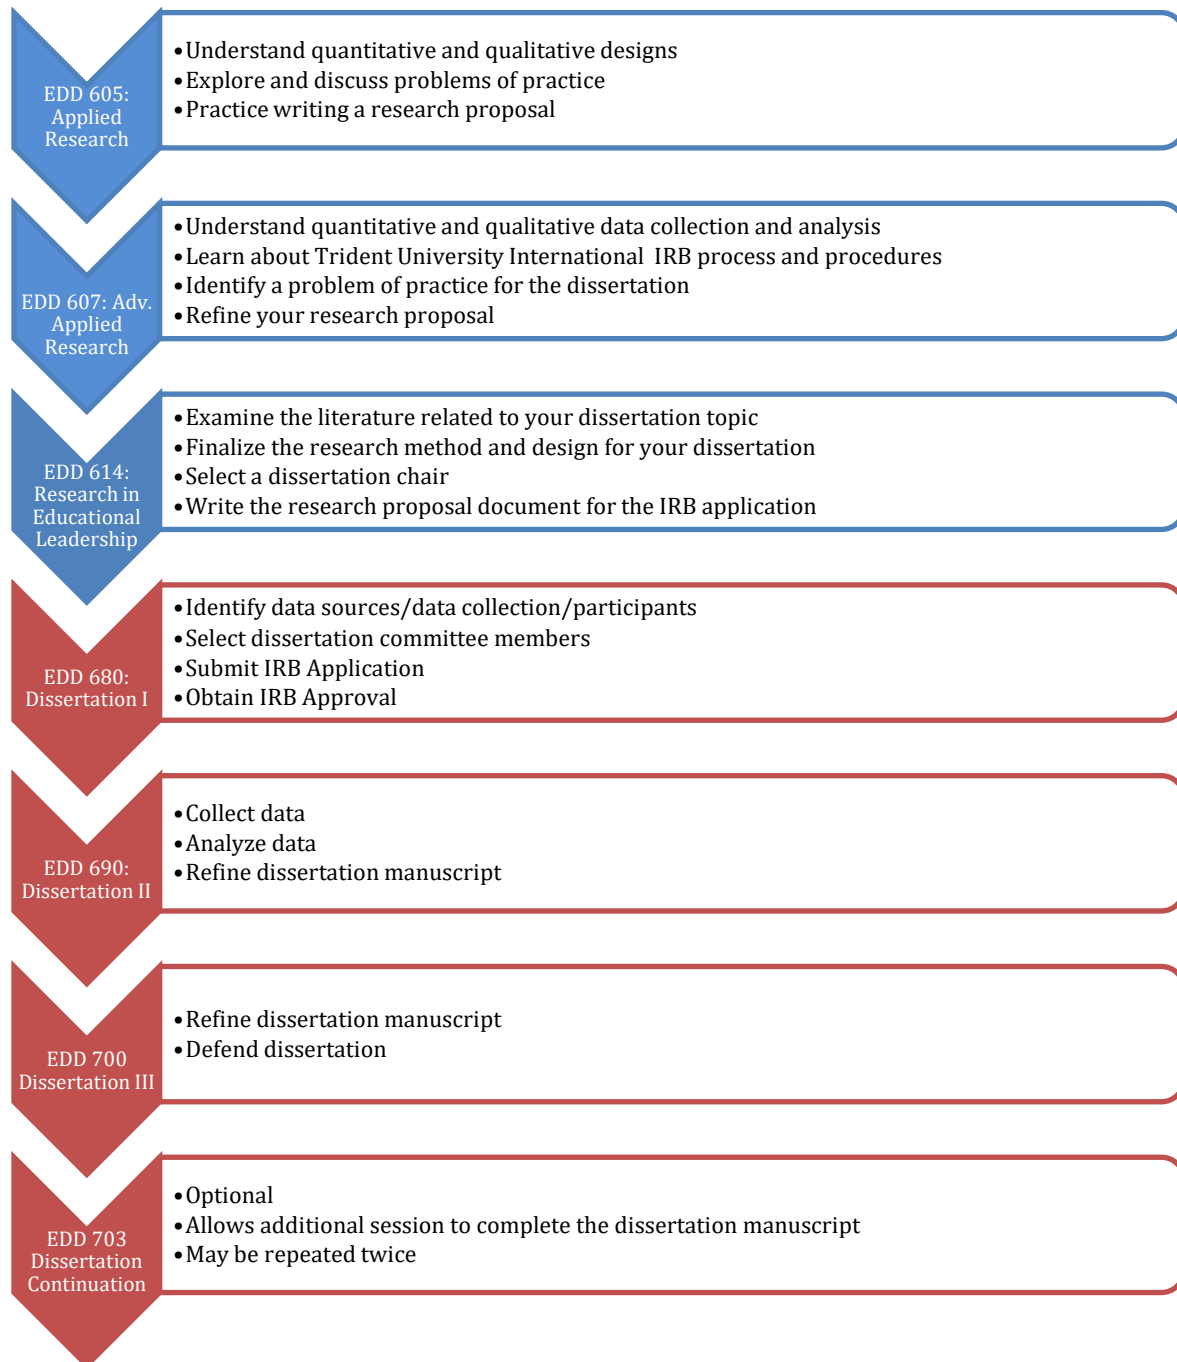 EDD 605:
Applied
Research
•Understand quantitative and qualitative designs
•Explore and discuss problems of practice
•Practice writing a research proposal
EDD 607: Adv.
Applied
Research
•Understand quantitative and qualitative data collection and analysis
•Learn about Trident University International  IRB process and procedures
•Identify a problem of practice for the dissertation
•Refine your research proposal
EDD 614:
Research in
Educational
Leadership
•Examine the literature related to your dissertation topic
•Finalize the research method and design for your dissertation
•Select a dissertation chair
•Write the research proposal document for the IRB application
EDD 680:
Dissertation I
•Identify data sources/data collection/participants
•Select dissertation committee members
•Submit IRB Application
•Obtain IRB Approval
EDD 690:
Dissertation II
•Collect data
•Analyze data
•Refine dissertation manuscript
EDD 700
Dissertation III
•Refine dissertation manuscript
•Defend dissertation
EDD 703
Dissertation
Continuation
•Optional
•Allows additional session to complete the dissertation manuscript
•May be repeated twice